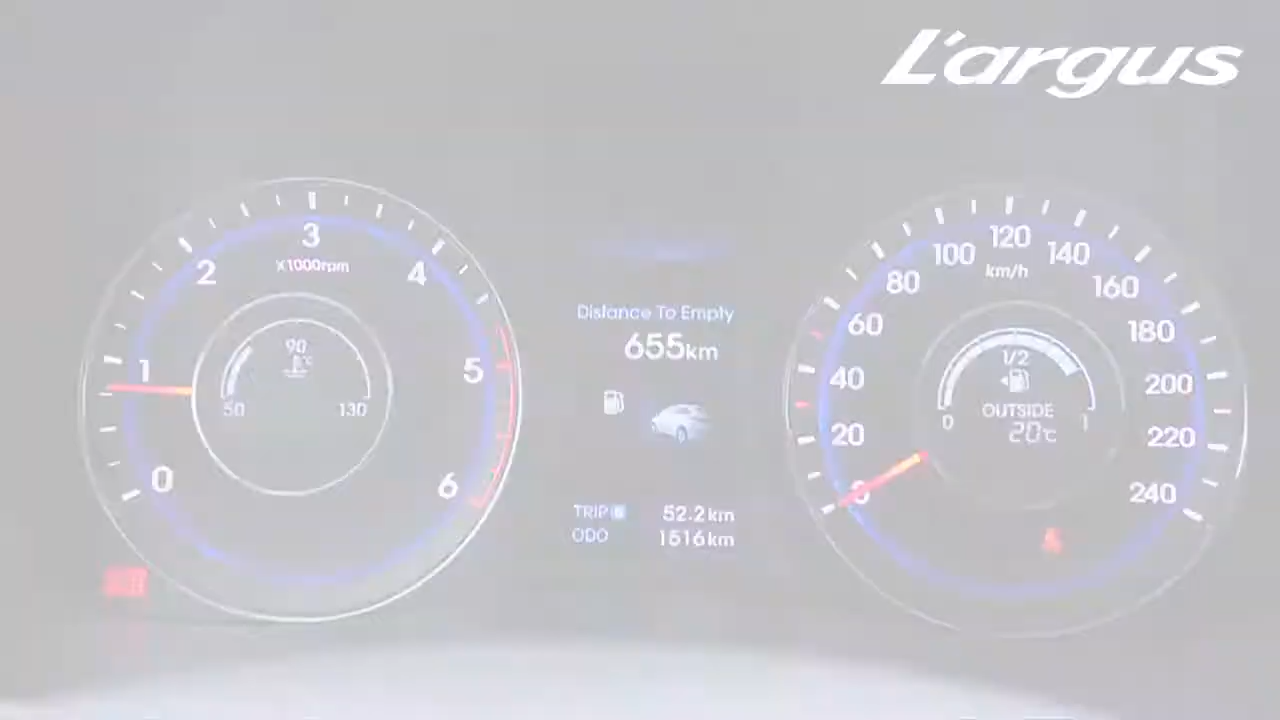 L'argus
3
2
4
x1000rpm
1
5
0
6
90
°C
50
130
Distance To Empty
655km
TRIP B
52.2km
ODO
1516km
120
100
140
km/h
80
160
60
180
40
200
20
220
0
240
1/2
0
1
OUTSIDE
20°C